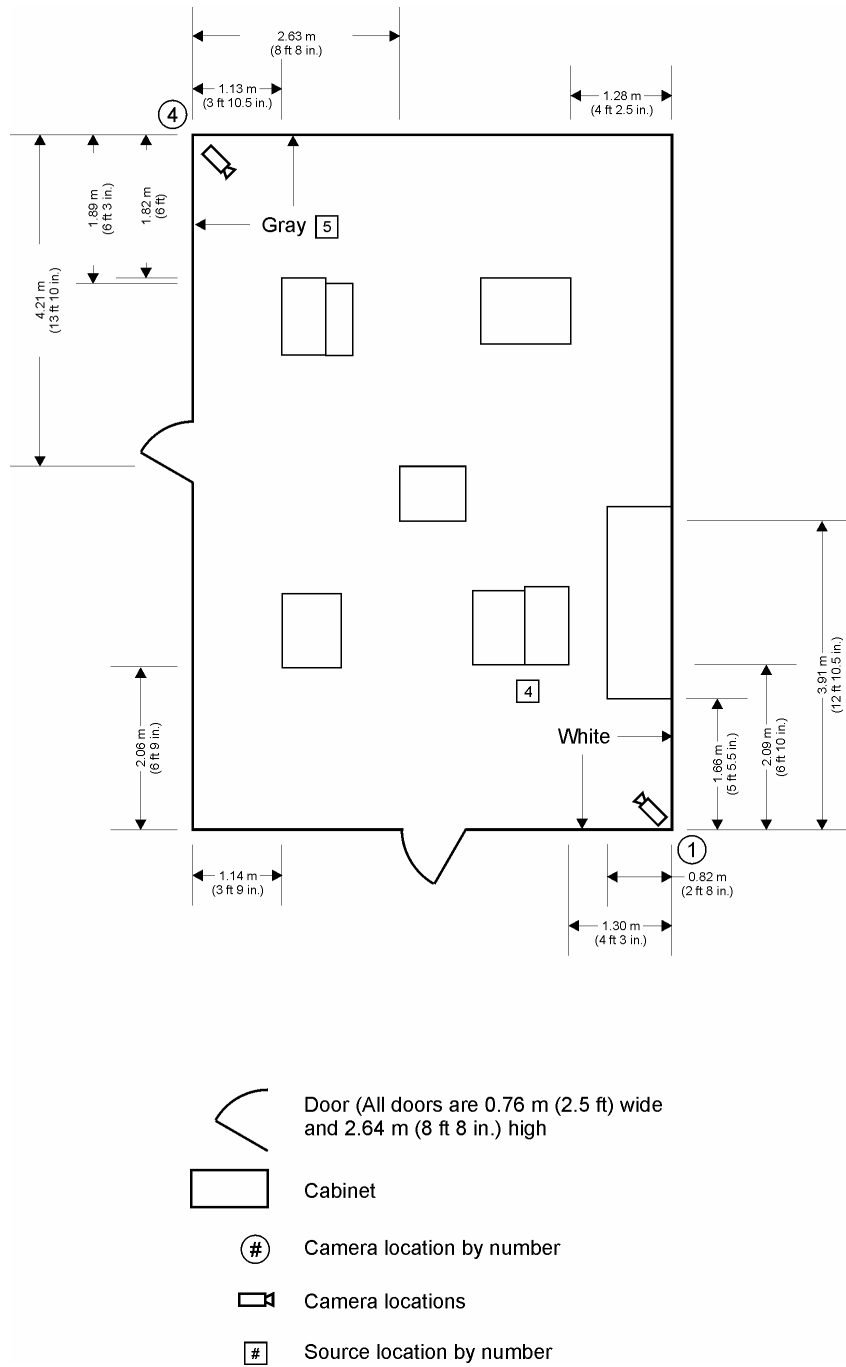 2.63 m
(8 ft 8 in.)
1.13 m
(3 ft 10.5 in.)
1.28 m
(4 ft 2.5 in.)
4
1.89 m
(6 ft 3 in.)
1.82 m
(6 ft)
Gray 5
4.21 m
(13 ft 10 in.)
4
3.91 m
(12 ft 10.5 in.)
White
2.06 m
(6 ft 9 in.)
1.66 m
(5 ft 5.5 in.)
2.09 m
(6 ft 10 in.)
1
1.14 m
(3 ft 9 in.)
0.82 m
(2 ft 8 in.)
1.30 m
(4 ft 3 in.)
Door (All doors are 0.76 m (2.5 ft) wide
and 2.64 m (8 ft 8 in.) high
Cabinet
# Camera location by number
Camera locations
# Source location by number